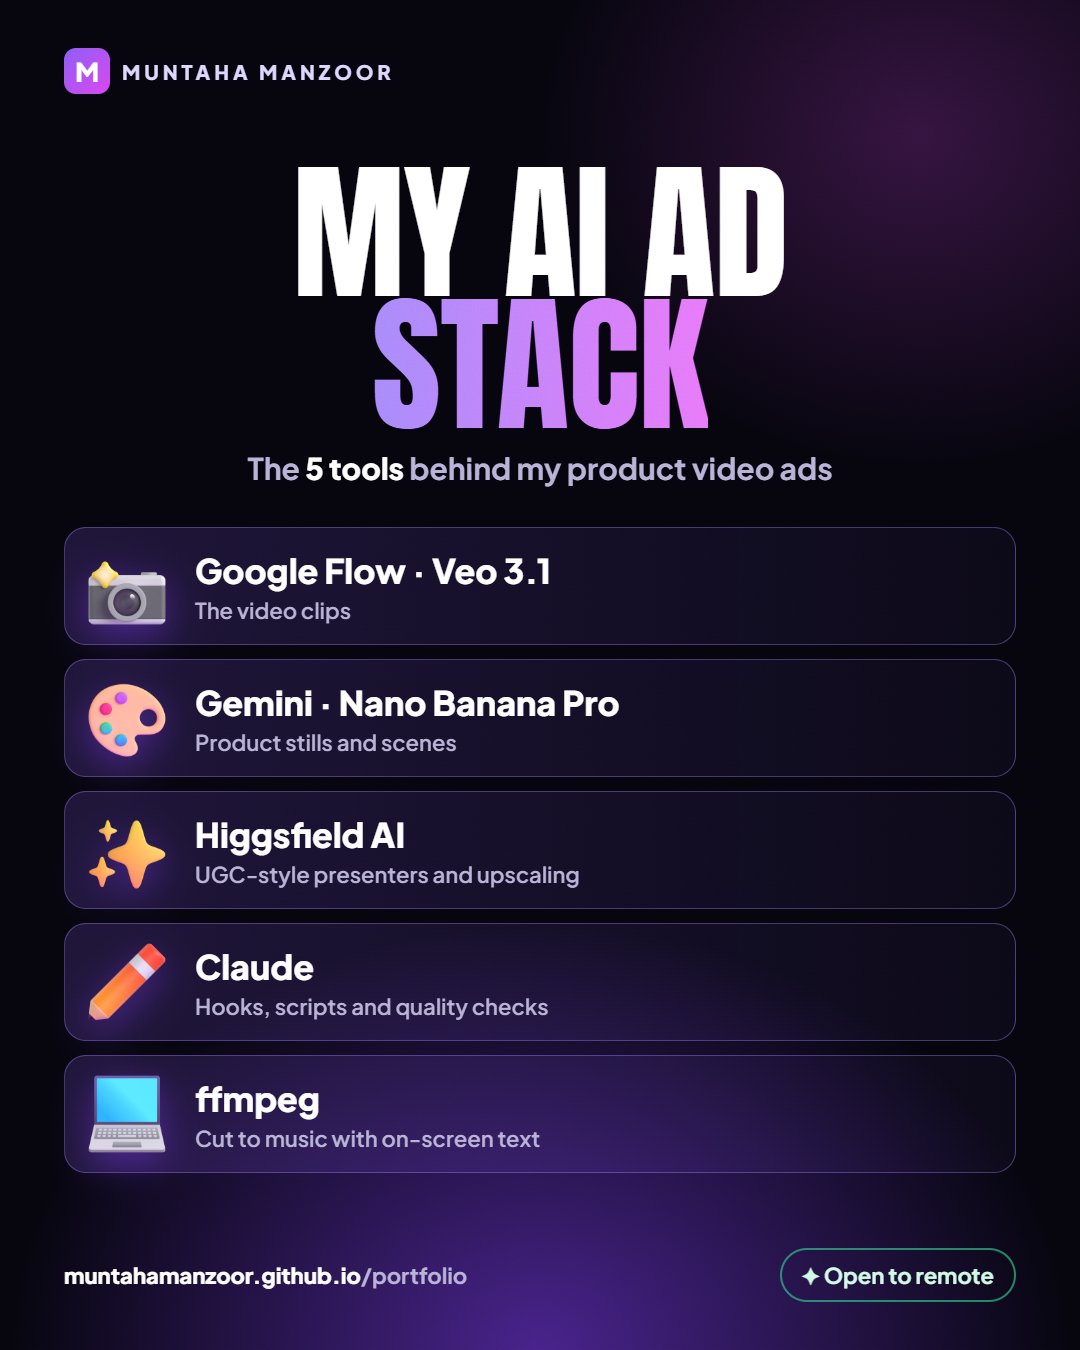 M MUNTAHA MANZOOR
MY AI AD
STACK
The 5 tools behind my product video ads
Google Flow · Veo 3.1
The video clips
Gemini · Nano Banana Pro
Product stills and scenes
Higgsfield AI
UGC-style presenters and upscaling
Claude
Hooks, scripts and quality checks
ffmpeg
Cut to music with on-screen text
muntahamanzoor.github.io/portfolio
✦ Open to remote